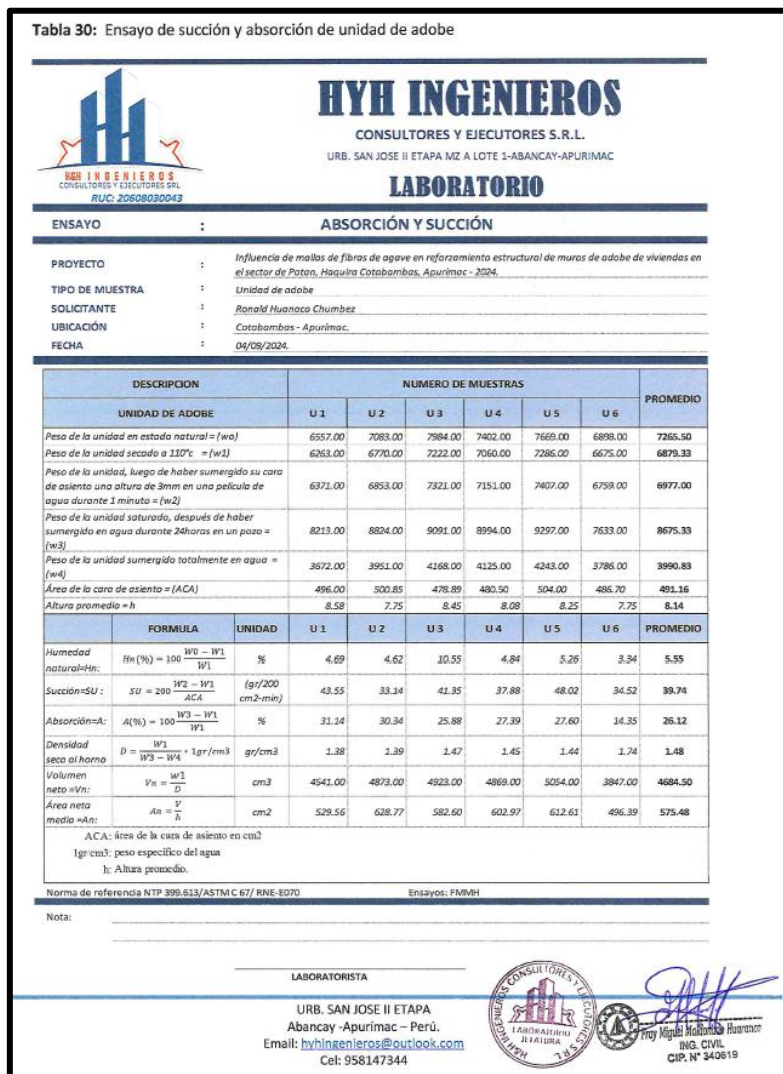 Tabla 30: Ensayo de succión y absorción de unidad de adobe
HYH INGENIEROS
CONSULTORES Y EJECUTORES S.R.L.
URB. SAN JOSE II ETAPA MZ A LOTE 1-ABANCAY-APURIMAC
LABORATORIO
H&H INGENIEROS
CONSULTORES Y EJECUTORES SRL
RUC: 20608030043
ENSAYO : ABSORCIÓN Y SUCCIÓN
PROYECTO : Influencia de mallas de fibras de agave en reforzamiento estructural de muros de adobe de viviendas en
el sector de Patan, Haquira Cotabambas, Apurimac - 2024.
TIPO DE MUESTRA : Unidad de adobe
SOLICITANTE : Ronald Huanaco Chumbez
UBICACIÓN : Cotabambas - Apurímac.
FECHA : 04/09/2024.
DESCRIPCION NUMERO DE MUESTRAS PROMEDIO
UNIDAD DE ADOBE U 1 U 2 U 3 U 4 U 5 U 6
Peso de la unidad en estado natural = (wo) 6557.00 7083.00 7984.00 7402.00 7669.00 6898.00 7265.50
Peso de la unidad secado a 110°c = (w1) 6263.00 6770.00 7222.00 7060.00 7286.00 6675.00 6879.33
Peso de la unidad, luego de haber sumergido su cara
de asiento una altura de 3mm en una película de
agua durante 1 minuto = (w2) 6371.00 6853.00 7321.00 7151.00 7407.00 6759.00 6977.00
Peso de la unidad saturado, después de haber
sumergido en agua durante 24horas en un pozo =
(w3) 8213.00 8824.00 9091.00 8994.00 9297.00 7633.00 8675.33
Peso de la unidad sumergido totalmente en agua =
(w4) 3672.00 3951.00 4168.00 4125.00 4243.00 3786.00 3990.83
Área de la cara de asiento = (ACA) 496.00 500.85 478.89 480.50 504.00 486.70 491.16
Altura promedio = h 8.58 7.75 8.45 8.08 8.25 7.75 8.14
FORMULA UNIDAD U 1 U 2 U 3 U 4 U 5 U 6 PROMEDIO
Humedad natural=Hn: Hn(%) = 100 (W0 − W1)/W1 % 4.69 4.62 10.55 4.84 5.26 3.34 5.55
Succión=SU : SU = 200 (W2 − W1)/ACA (gr/200 cm2-min) 43.55 33.14 41.35 37.88 48.02 34.52 39.74
Absorción=A: A(%) = 100 (W3 − W1)/W1 % 31.14 30.34 25.88 27.39 27.60 14.35 26.12
Densidad seca al horno D = W1/(W3 − W4) * 1gr/cm3 gr/cm3 1.38 1.39 1.47 1.45 1.44 1.74 1.48
Volumen neto =Vn: Vn = w1/D cm3 4541.00 4873.00 4923.00 4869.00 5054.00 3847.00 4684.50
Área neta media =An: An = V/h cm2 529.56 628.77 582.60 602.97 612.61 496.39 575.48
ACA: área de la cara de asiento en cm2
1gr/cm3: peso especifico del agua
h: Altura promedio.
Norma de referencia NTP 399.613/ASTM C 67/ RNE-E070 Ensayos: FMMH
Nota:
LABORATORISTA
URB. SAN JOSE II ETAPA
Abancay -Apurímac – Perú.
Email: hyhingenieros@outlook.com
Cel: 958147344
H&H INGENIEROS CONSULTORES Y EJECUTORES SRL
LABORATORIO
JEFATURA
Fray Miguel Huaranca
ING. CIVIL
CIP. N° 340619